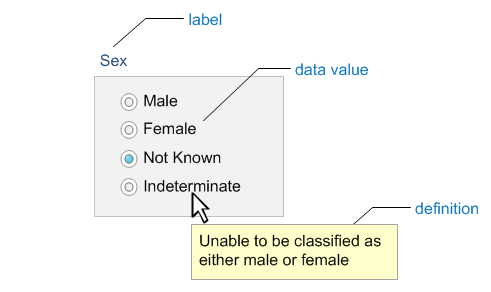 label
Sex
data value
Male
Female
Not Known
Indeterminate
definition
Unable to be classified as
either male or female